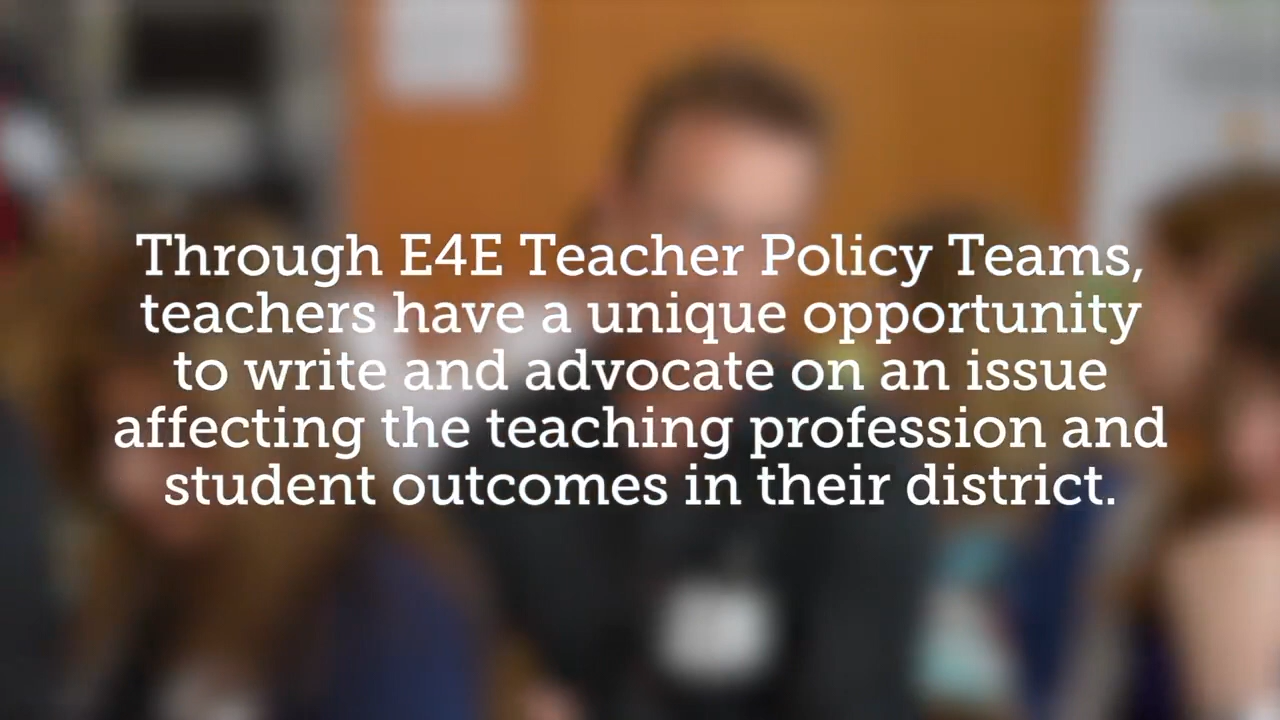 Through E4E Teacher Policy Teams,
teachers have a unique opportunity
to write and advocate on an issue
affecting the teaching profession and
student outcomes in their district.